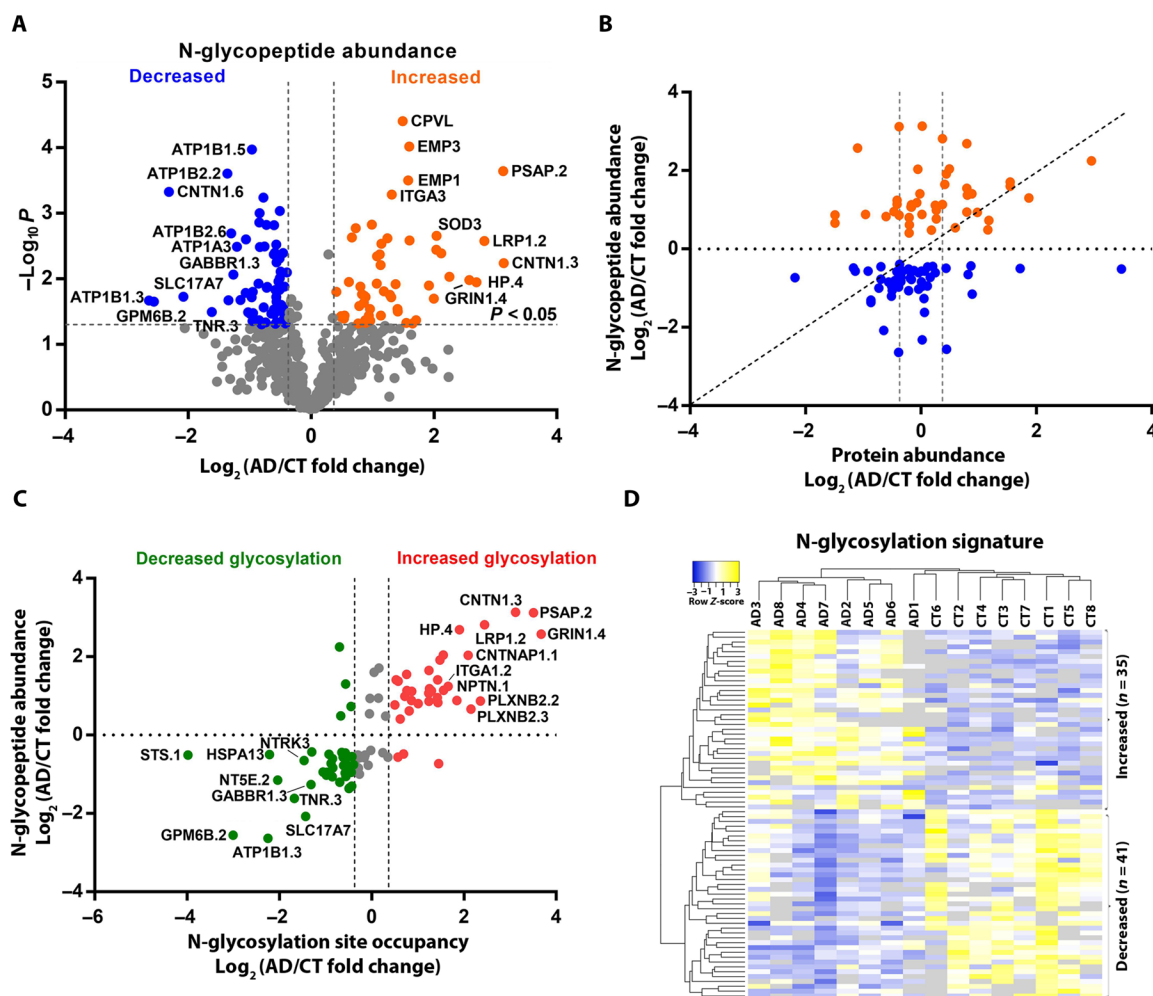 A
N-glycopeptide abundance
Decreased
Increased
5
4
3
2
1
0
−Log10 P
CPVL
EMP3
PSAP.2
EMP1
ITGA3
SOD3
LRP1.2
CNTN1.3
HP.4
GRIN1.4
P < 0.05
ATP1B1.5
ATP1B2.2
CNTN1.6
ATP1B2.6
ATP1A3
GABBR1.3
SLC17A7
ATP1B1.3
GPM6B.2
TNR.3
−4
−2
0
2
4
Log2 (AD/CT fold change)
B
N-glycopeptide abundance
Log2 (AD/CT fold change)
4
2
0
−2
−4
−4
−2
0
2
4
Protein abundance
Log2 (AD/CT fold change)
C
Decreased glycosylation
Increased glycosylation
N-glycopeptide abundance
Log2 (AD/CT fold change)
4
2
0
−2
−4
CNTN1.3
PSAP.2
HP.4
GRIN1.4
LRP1.2
CNTNAP1.1
ITGA1.2
NPTN.1
PLXNB2.2
PLXNB2.3
STS.1
HSPA13
NTRK3
NT5E.2
GABBR1.3
TNR.3
SLC17A7
GPM6B.2
ATP1B1.3
−6
−4
−2
0
2
4
N-glycosylation site occupancy
Log2 (AD/CT fold change)
D
N-glycosylation signature
−3 −1 1 3
Row Z-score
AD3 AD8 AD4 AD7 AD2 AD5 AD6 AD1 CT6 CT2 CT4 CT3 CT7 CT1 CT5 CT8
Increased (n = 35)
Decreased (n = 41)